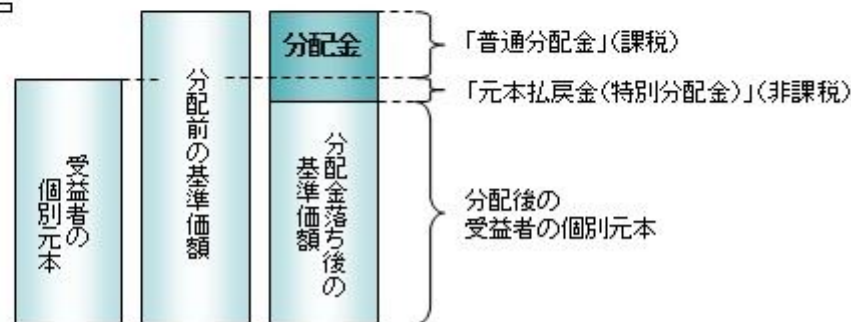 受益者の
個別元本
分配前の基準価額
分配金
分配金落ち後の
基準価額
「普通分配金」(課税)
「元本払戻金(特別分配金)」(非課税)
分配後の
受益者の個別元本